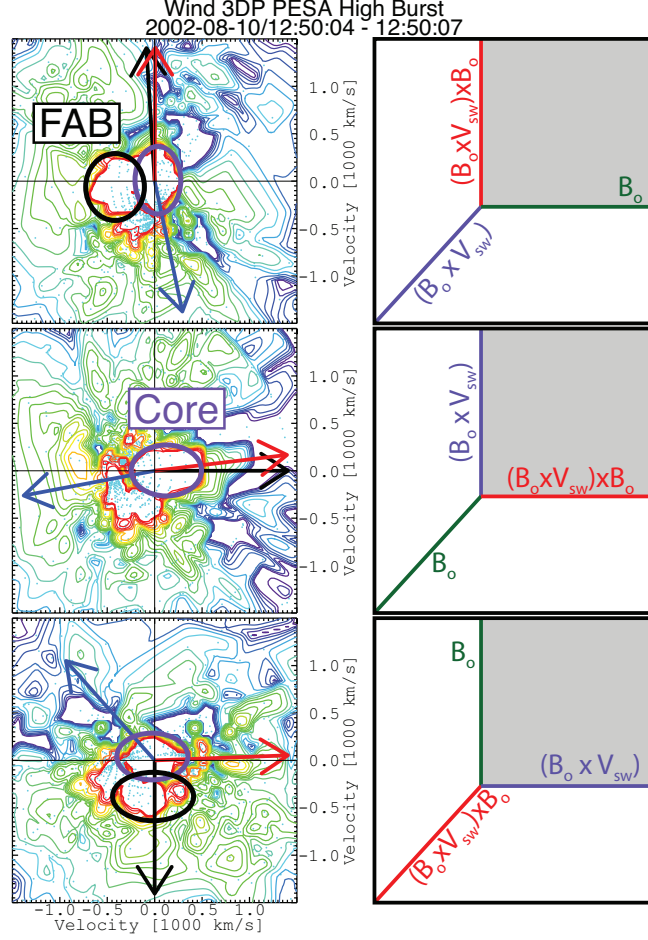 Wind 3DP PESA High Burst
2002-08-10/12:50:04 - 12:50:07
FAB
1.0
0.5
0.0
-1.0
Velocity [1000 km/s]
(BₒxVsw)xBₒ
Bₒ
(Bₒ x Vsw)
Core
1.0
0.5
0.0
-0.5
-1.0
Velocity [1000 km/s]
(Bₒ x Vsw)
(BₒxVsw)xBₒ
Bₒ
1.0
0.5
0.0
-0.5
-1.0
Velocity [1000 km/s]
Bₒ
(Bₒ x Vsw)
(BₒxVsw)xBₒ
-1.0 -0.5 0.0 0.5 1.0
Velocity [1000 km/s]